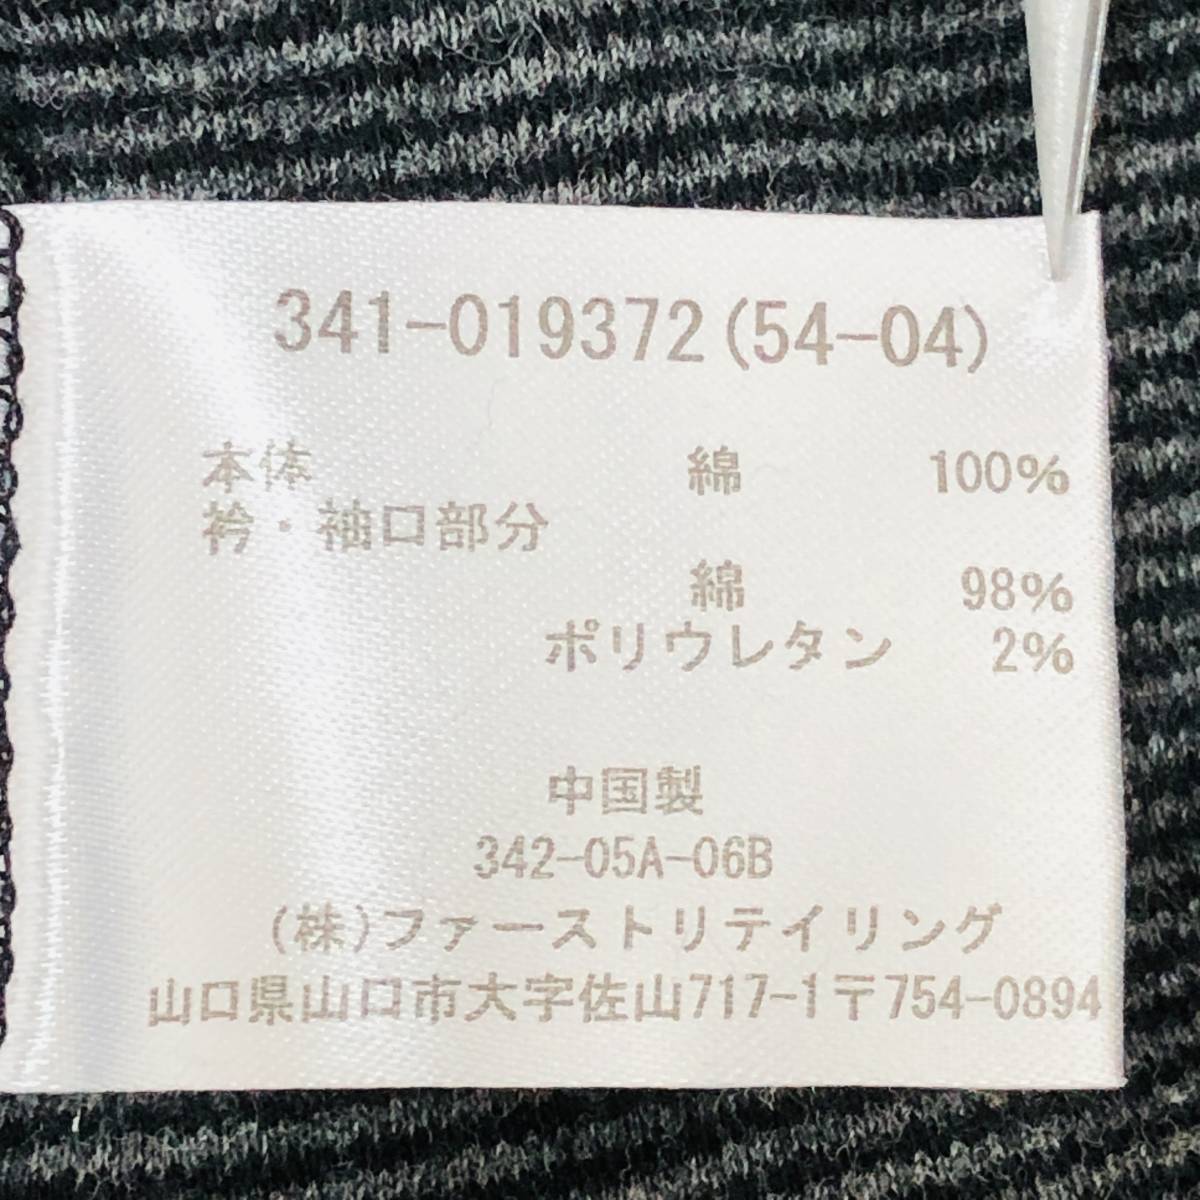 341-019372(54-04)
本体 綿 100%
衿・袖口部分
綿 98%
ポリウレタン 2%
中国製
342-05A-06B
(株)ファーストリテイリング
山口県山口市大字佐山717-1〒754-0894